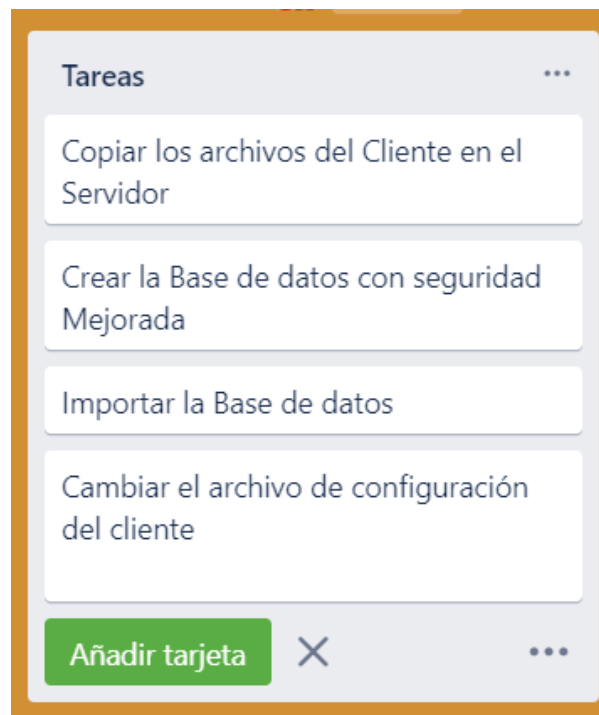 Tareas
Copiar los archivos del Cliente en el
Servidor
Crear la Base de datos con seguridad
Mejorada
Importar la Base de datos
Cambiar el archivo de configuración
del cliente
Añadir tarjeta